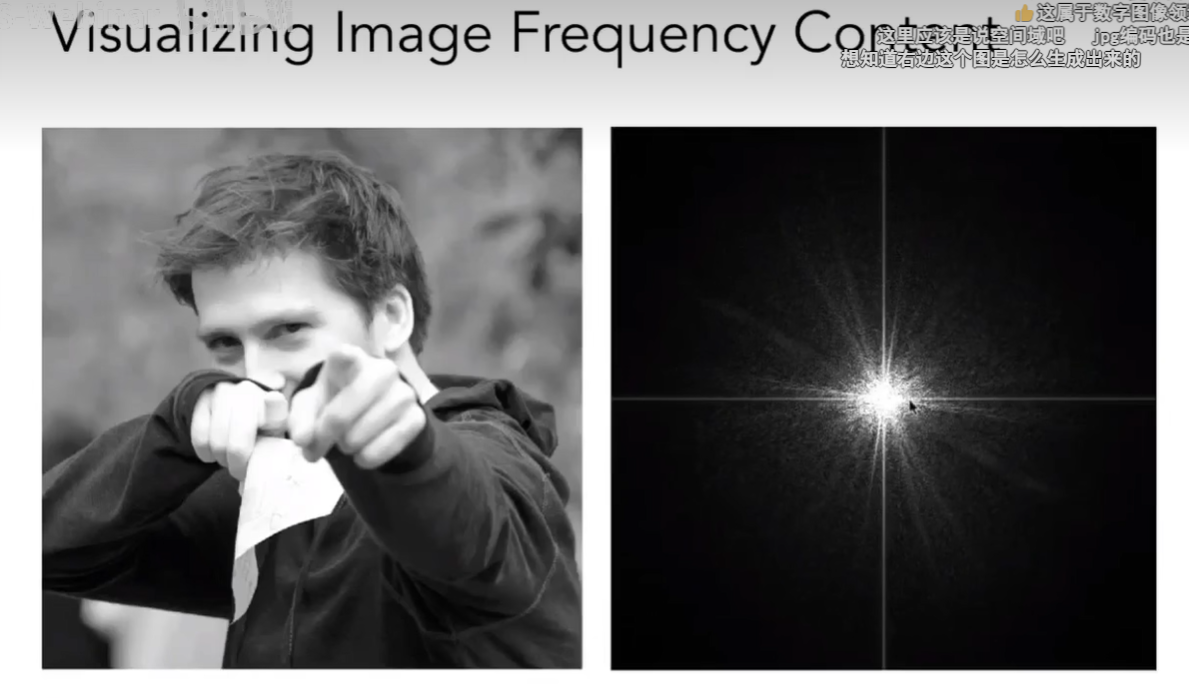 Visualizing Image Frequency Content
这属于数字图像领
这里应该是说空间域吧
jpg编码也是
想知道右边这个图是怎么生成出来的